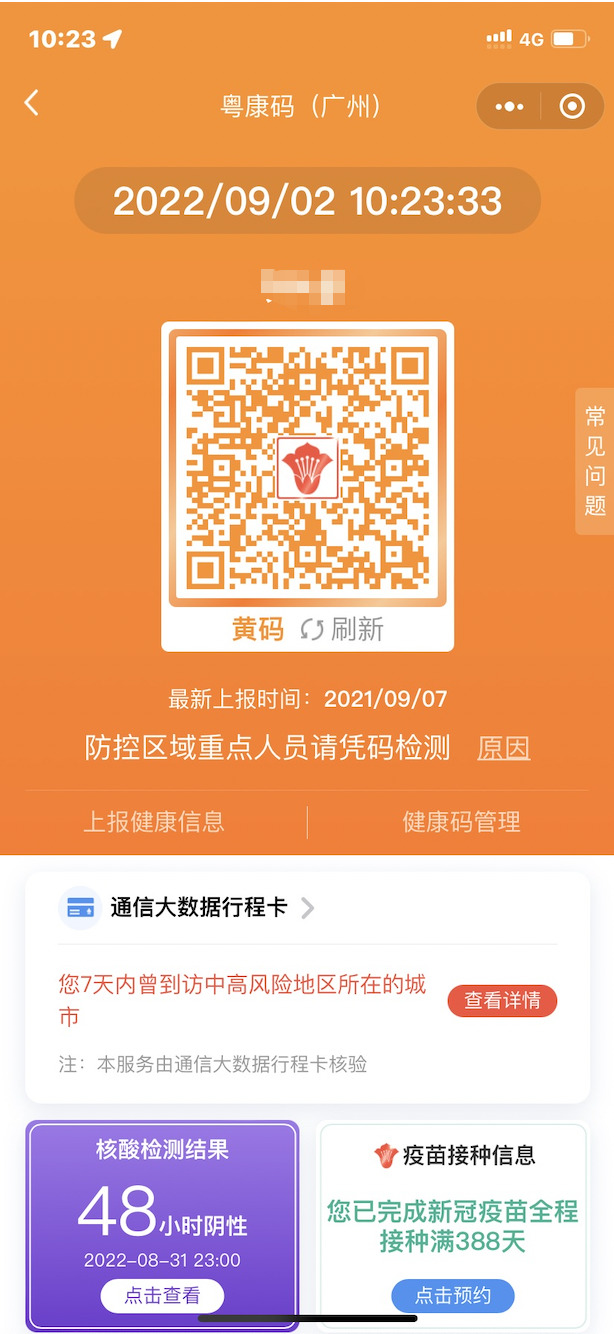 10:23
4G
粤康码（广州）
2022/09/02 10:23:33
常见问题
黄码 刷新
最新上报时间：2021/09/07
防控区域重点人员请凭码检测 原因
上报健康信息 健康码管理
通信大数据行程卡
您7天内曾到访中高风险地区所在的城
市
查看详情
注：本服务由通信大数据行程卡核验
核酸检测结果
48小时阴性
2022-08-31 23:00
点击查看
疫苗接种信息
您已完成新冠疫苗全程
接种满388天
点击预约